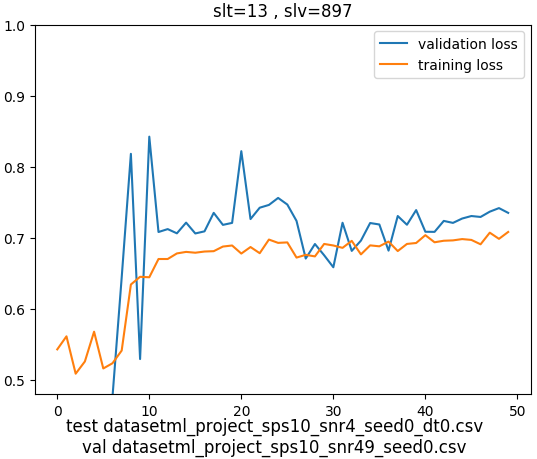 slt=13 , slv=897
1.0
0.9
0.8
0.7
0.6
0.5
validation loss
training loss
0 10 20 30 40 50
test datasetml_project_sps10_snr4_seed0_dt0.csv
val datasetml_project_sps10_snr49_seed0.csv